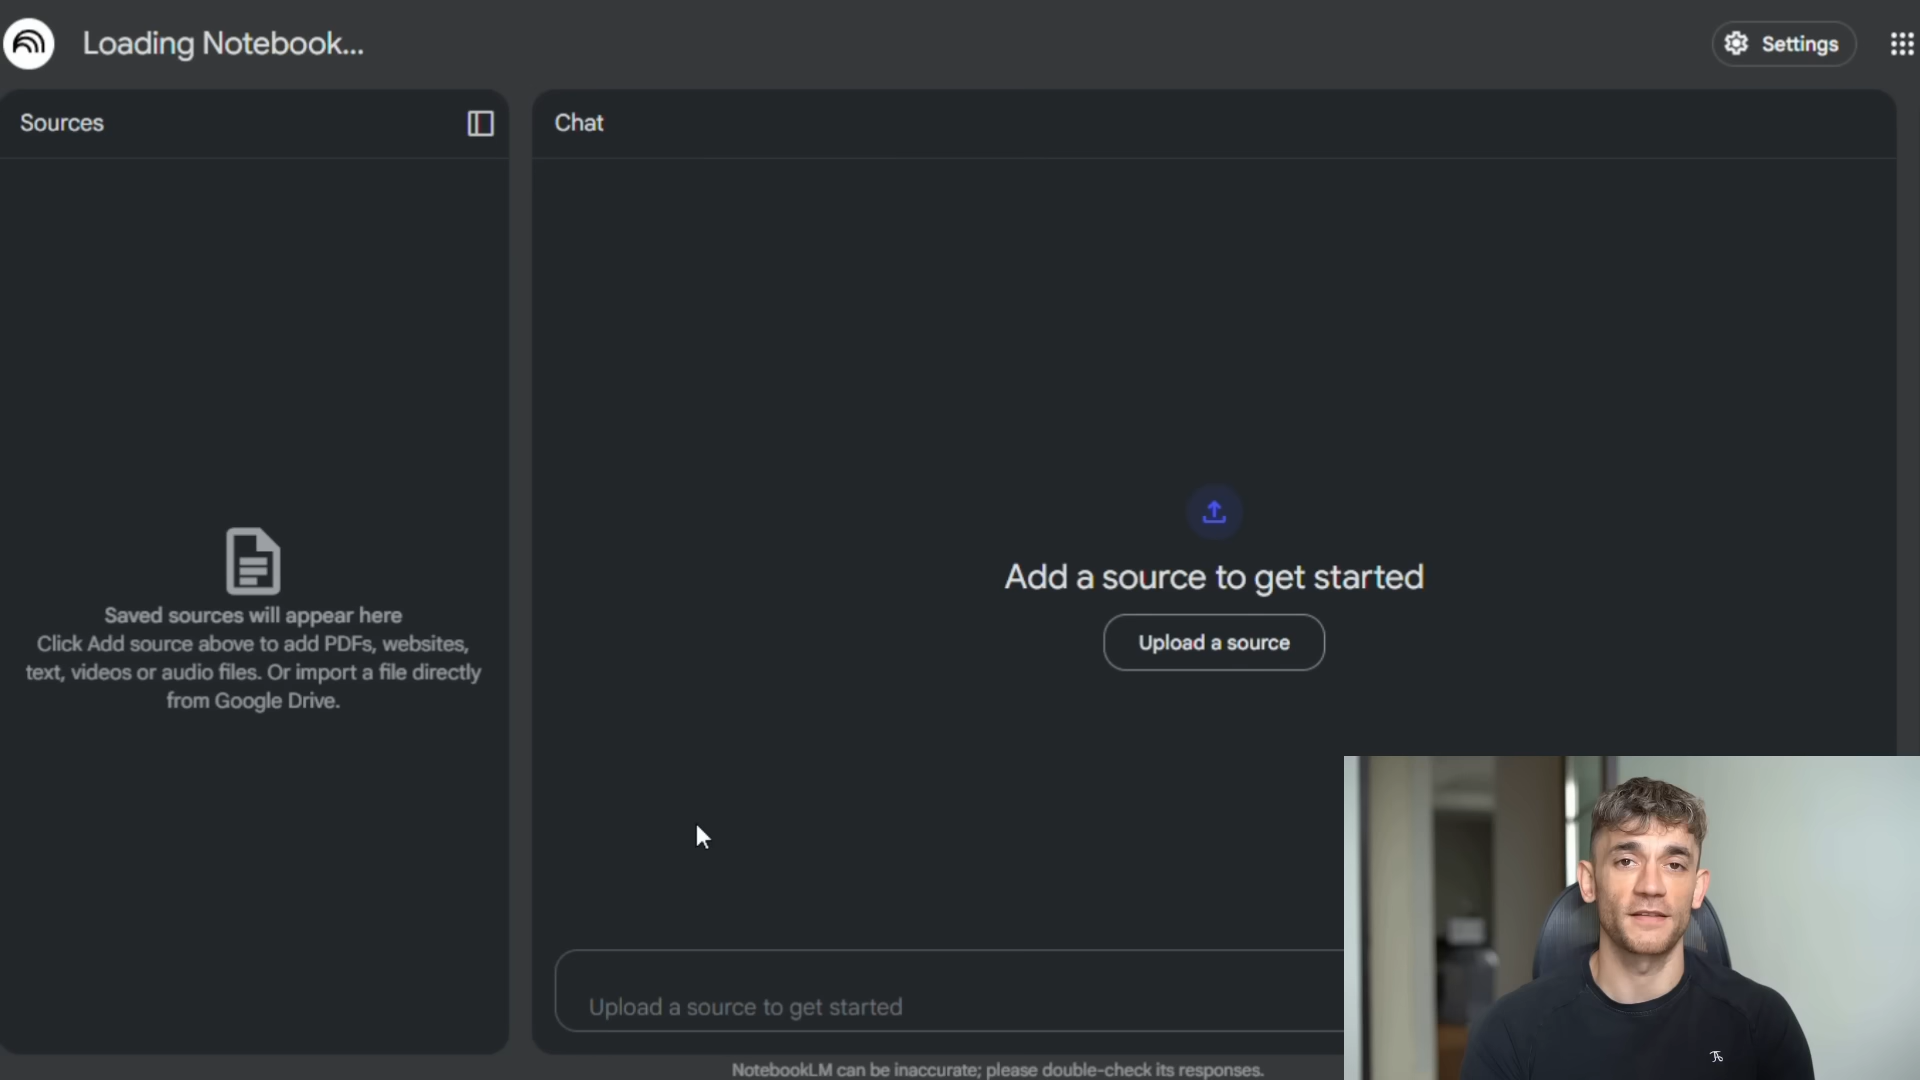 Loading Notebook...
Settings
Sources
Chat
Saved sources will appear here
Click Add source above to add PDFs, websites,
text, videos or audio files. Or import a file directly
from Google Drive.
Add a source to get started
Upload a source
Upload a source to get started
NotebookLM can be inaccurate; please double-check its responses.